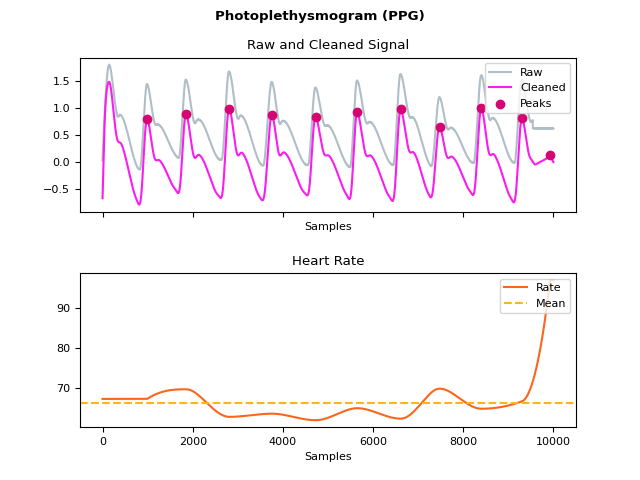 Photoplethysmogram (PPG)
Raw and Cleaned Signal
Raw
Cleaned
Peaks
1.5
1.0
0.5
0.0
−0.5
Samples
Heart Rate
Rate
Mean
90
80
70
0 2000 4000 6000 8000 10000
Samples